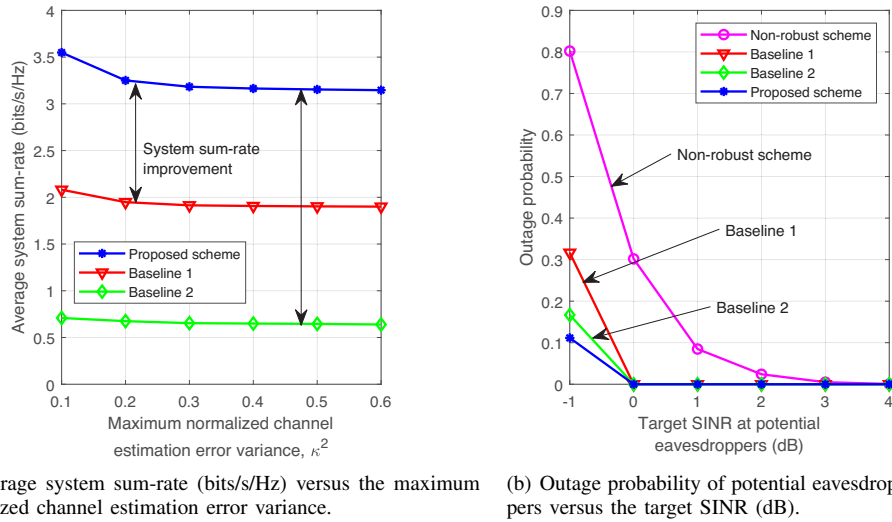 4
3.5
3
2.5
2
1.5
1
0.5
0
Average system sum-rate (bits/s/Hz)
System sum-rate
improvement
Proposed scheme
Baseline 1
Baseline 2
0.1 0.2 0.3 0.4 0.5 0.6
Maximum normalized channel
estimation error variance, κ²
rage system sum-rate (bits/s/Hz) versus the maximum
zed channel estimation error variance.
0.9
0.8
0.7
0.6
0.5
0.4
0.3
0.2
0.1
0
Outage probability
Non-robust scheme
Baseline 1
Baseline 2
Proposed scheme
Non-robust scheme
Baseline 1
Baseline 2
-1 0 1 2 3 4
Target SINR at potential
eavesdroppers (dB)
(b) Outage probability of potential eavesdrop
pers versus the target SINR (dB).